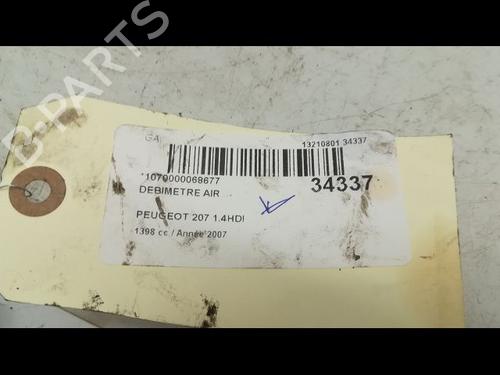 B-PARTS
GA
13210801 34337
*1070000068677
34337
DEBIMETRE AIR
PEUGEOT 207 1.4HDI
1398 cc / Année 2007